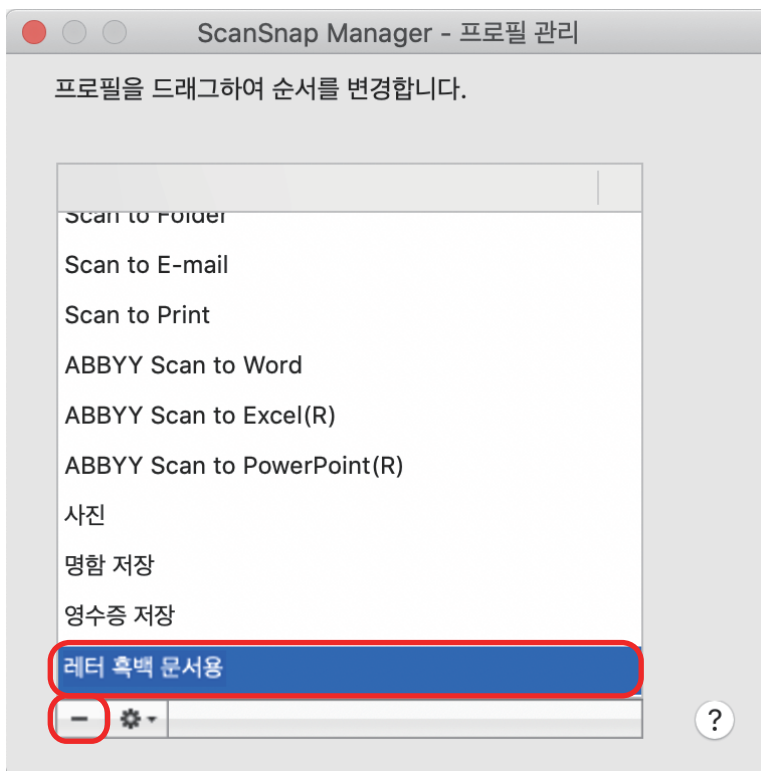 ScanSnap Manager - 프로필 관리
프로필을 드래그하여 순서를 변경합니다.
Scan to Folder
Scan to E-mail
Scan to Print
ABBYY Scan to Word
ABBYY Scan to Excel(R)
ABBYY Scan to PowerPoint(R)
사진
명함 저장
영수증 저장
레터 흑백 문서용
?